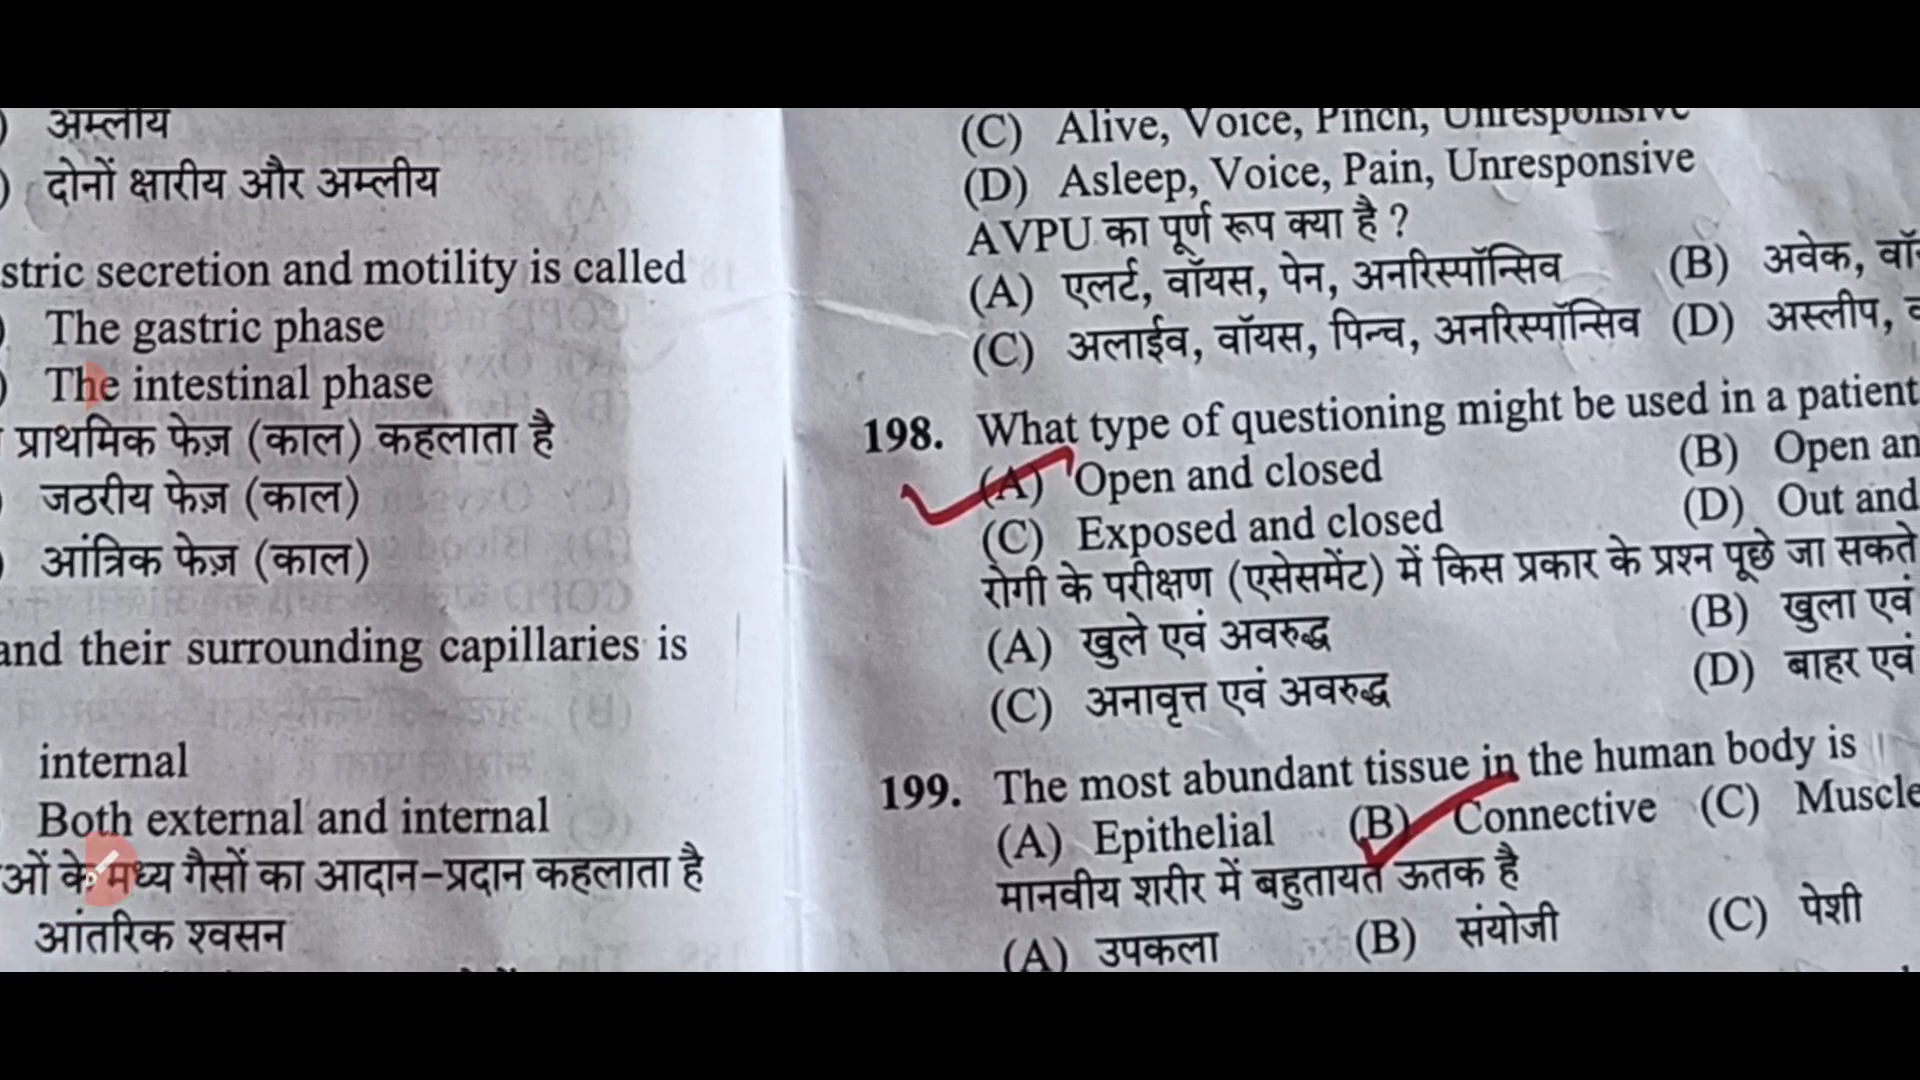 अम्लीय
दोनों क्षारीय और अम्लीय
stric secretion and motility is called
The gastric phase
The intestinal phase
प्राथमिक फेज़ (काल) कहलाता है
जठरीय फेज़ (काल)
आंत्रिक फेज़ (काल)
and their surrounding capillaries is
internal
Both external and internal
ओं के मध्य गैसों का आदान-प्रदान कहलाता है
आंतरिक श्वसन
(C) Alive, Voice, Pinch, Unresponsive
(D) Asleep, Voice, Pain, Unresponsive
AVPU का पूर्ण रूप क्या है ?
(A) एलर्ट, वॉयस, पेन, अनरिस्पॉन्सिव (B) अवेक, वॉ
(C) अलाईव, वॉयस, पिन्च, अनरिस्पॉन्सिव (D) अस्लीप,
198. What type of questioning might be used in a patient
(A) Open and closed (B) Open an
(C) Exposed and closed (D) Out and
रोगी के परीक्षण (एसेसमेंट) में किस प्रकार के प्रश्न पूछे जा सकते
(A) खुले एवं अवरुद्ध (B) खुला एवं
(C) अनावृत्त एवं अवरुद्ध (D) बाहर एवं
199. The most abundant tissue in the human body is
(A) Epithelial (B) Connective (C) Muscle
मानवीय शरीर में बहुतायत ऊतक है
(A) उपकला (B) संयोजी (C) पेशी